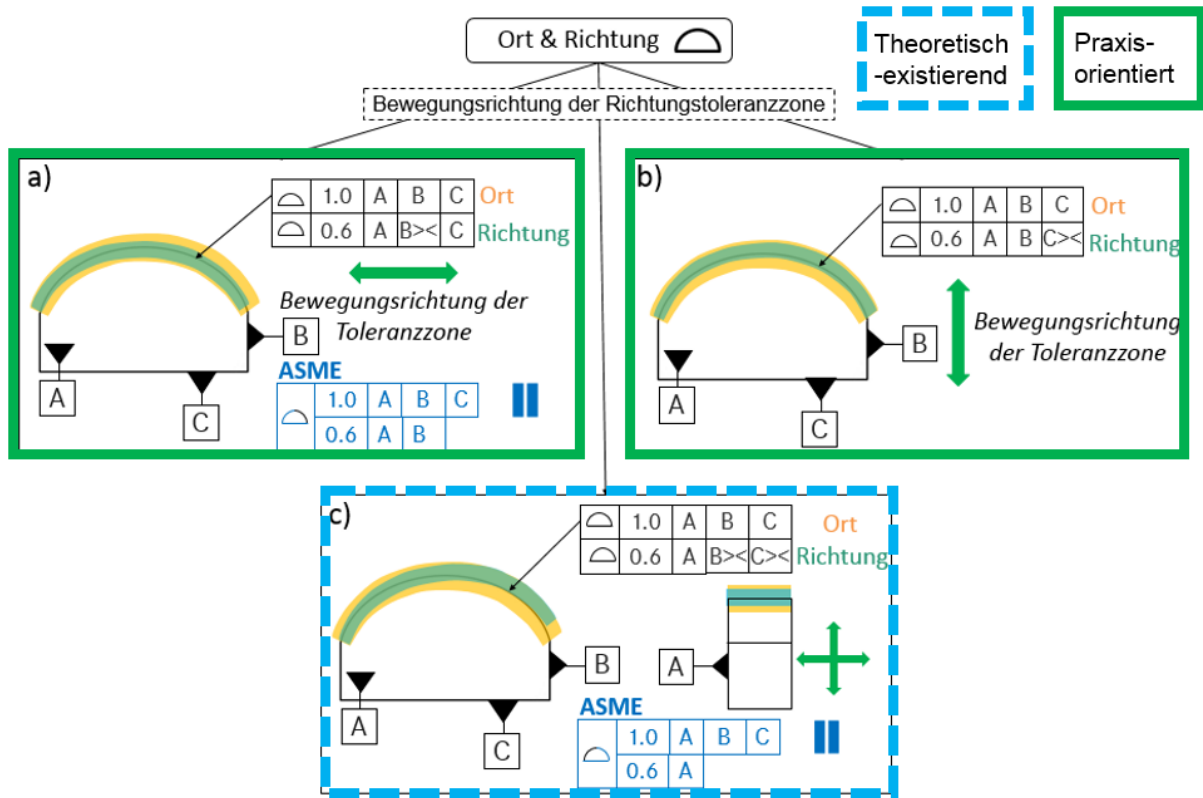 Ort & Richtung
Theoretisch
-existierend
Praxis-
orientiert
Bewegungsrichtung der Richtungstoleranzzone
a)
1.0 A B C Ort
0.6 A B>< C Richtung
Bewegungsrichtung der
Toleranzzone
B
A
C
ASME
1.0 A B C
0.6 A B
b)
1.0 A B C Ort
0.6 A B C>< Richtung
Bewegungsrichtung
der Toleranzzone
B
A
C
c)
1.0 A B C Ort
0.6 A B>< C>< Richtung
B
A
A
C
ASME
1.0 A B C
0.6 A